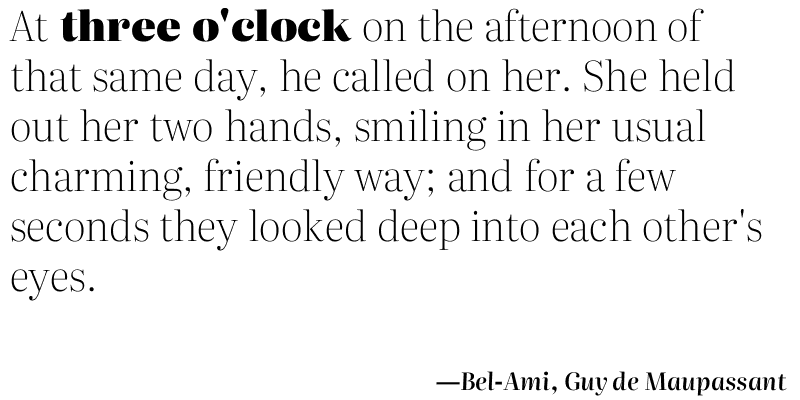 At three o'clock on the afternoon of
that same day, he called on her. She held
out her two hands, smiling in her usual
charming, friendly way; and for a few
seconds they looked deep into each other's
eyes.
—Bel-Ami, Guy de Maupassant